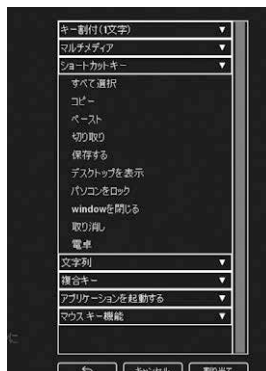 キー割付(1文字)
マルチメディア
ショートカットキー
すべて選択
コピー
ペースト
切り取り
保存する
デスクトップを表示
パソコンをロック
windowを閉じる
取り消し
電卓
文字列
複合キー
アプリケーションを起動する
マウス キー機能
に
キャンセル
割り当て